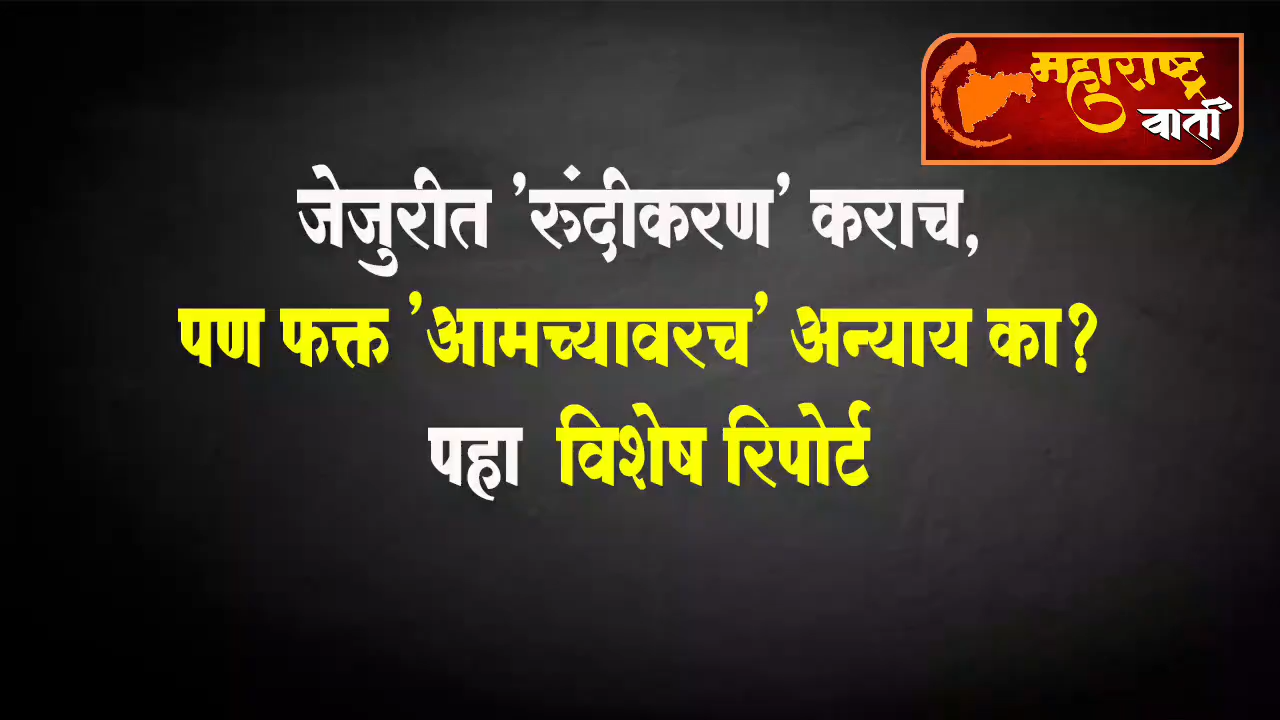 महाराष्ट्र
वार्ता
जेजुरीत 'रुंदीकरण' कराच,
पण फक्त 'आमच्यावरच' अन्याय का?
पहा विशेष रिपोर्ट